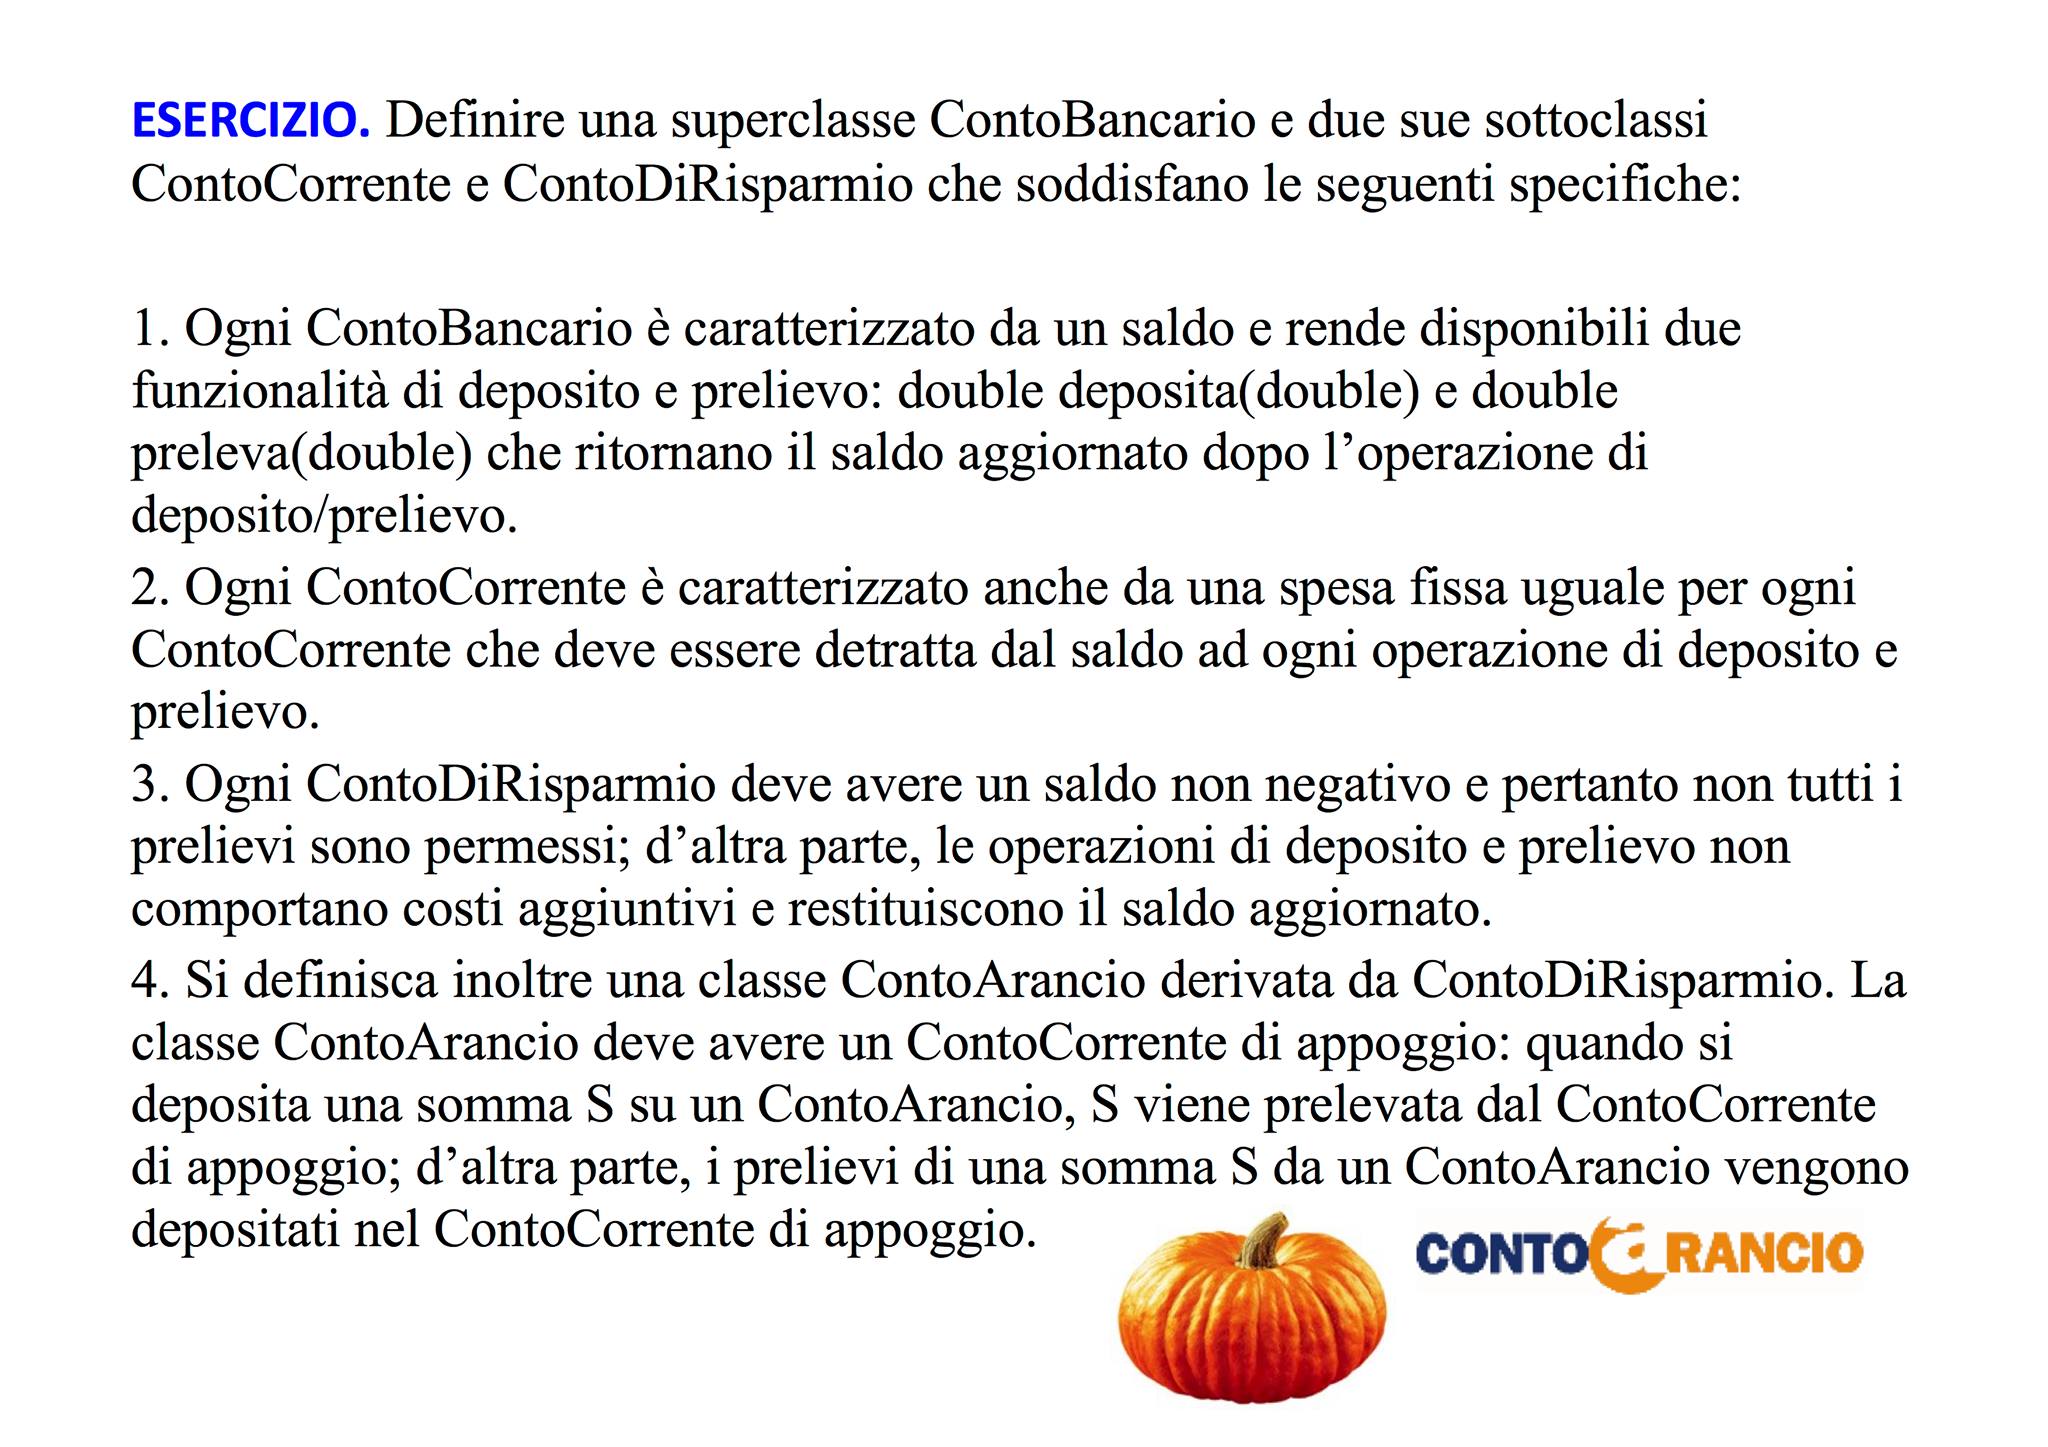 ESERCIZIO. Definire una superclasse ContoBancario e due sue sottoclassi
ContoCorrente e ContoDiRisparmio che soddisfano le seguenti specifiche:
1. Ogni ContoBancario è caratterizzato da un saldo e rende disponibili due
funzionalità di deposito e prelievo: double deposita(double) e double
preleva(double) che ritornano il saldo aggiornato dopo l’operazione di
deposito/prelievo.
2. Ogni ContoCorrente è caratterizzato anche da una spesa fissa uguale per ogni
ContoCorrente che deve essere detratta dal saldo ad ogni operazione di deposito e
prelievo.
3. Ogni ContoDiRisparmio deve avere un saldo non negativo e pertanto non tutti i
prelievi sono permessi; d’altra parte, le operazioni di deposito e prelievo non
comportano costi aggiuntivi e restituiscono il saldo aggiornato.
4. Si definisca inoltre una classe ContoArancio derivata da ContoDiRisparmio. La
classe ContoArancio deve avere un ContoCorrente di appoggio: quando si
deposita una somma S su un ContoArancio, S viene prelevata dal ContoCorrente
di appoggio; d’altra parte, i prelievi di una somma S da un ContoArancio vengono
depositati nel ContoCorrente di appoggio.
CONTO aRANCIO